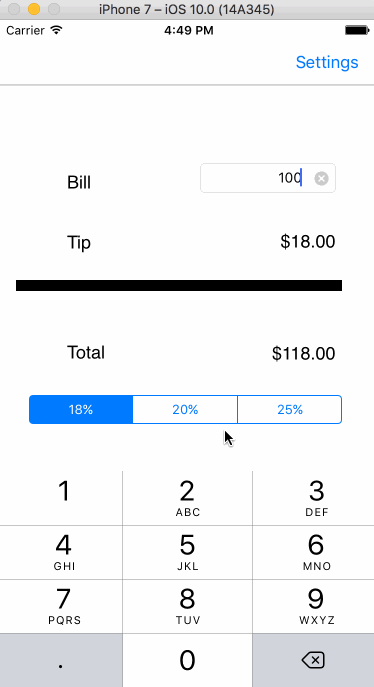 iPhone 7 – iOS 10.0 (14A345)
Carrier 4:49 PM
Settings
Bill 100
Tip $18.00
Total $118.00
18% 20% 25%
1 2 3
ABC DEF
4 5 6
GHI JKL MNO
7 8 9
PQRS TUV WXYZ
. 0